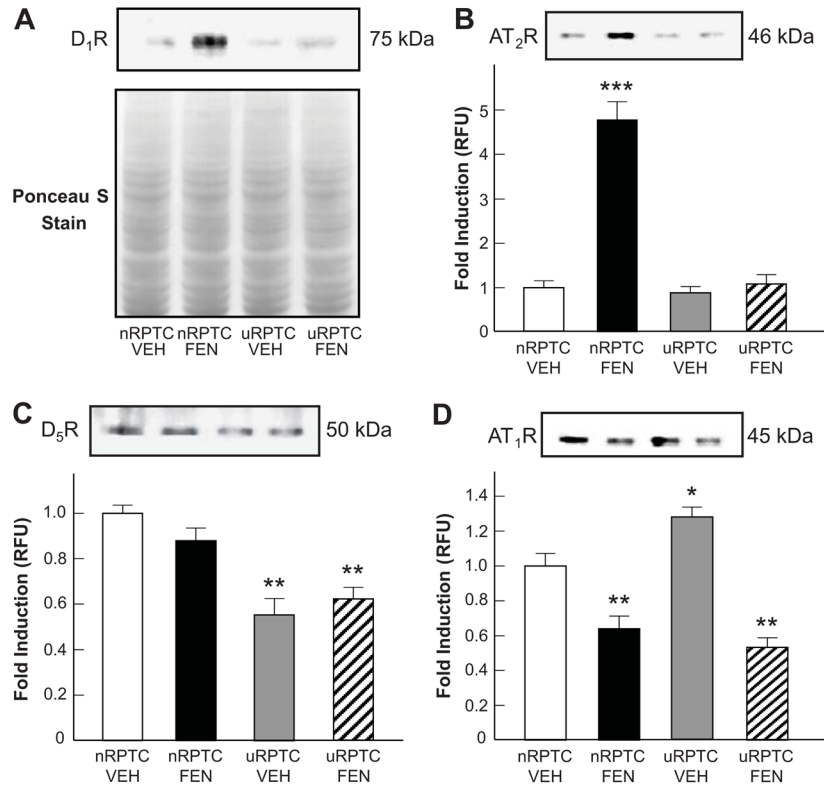 A
D₁R
75 kDa
Ponceau S
Stain
nRPTC nRPTC uRPTC uRPTC
VEH FEN VEH FEN
B
AT₂R
46 kDa
Fold Induction (RFU)
5
4
3
2
1
0
***
nRPTC nRPTC uRPTC uRPTC
VEH FEN VEH FEN
C
D₅R
50 kDa
Fold Induction (RFU)
1.0
0.8
0.6
0.4
0.2
0
** **
nRPTC nRPTC uRPTC uRPTC
VEH FEN VEH FEN
D
AT₁R
45 kDa
Fold Induction (RFU)
1.4
1.2
1.0
0.8
0.6
0.4
0.2
0
** * **
nRPTC nRPTC uRPTC uRPTC
VEH FEN VEH FEN